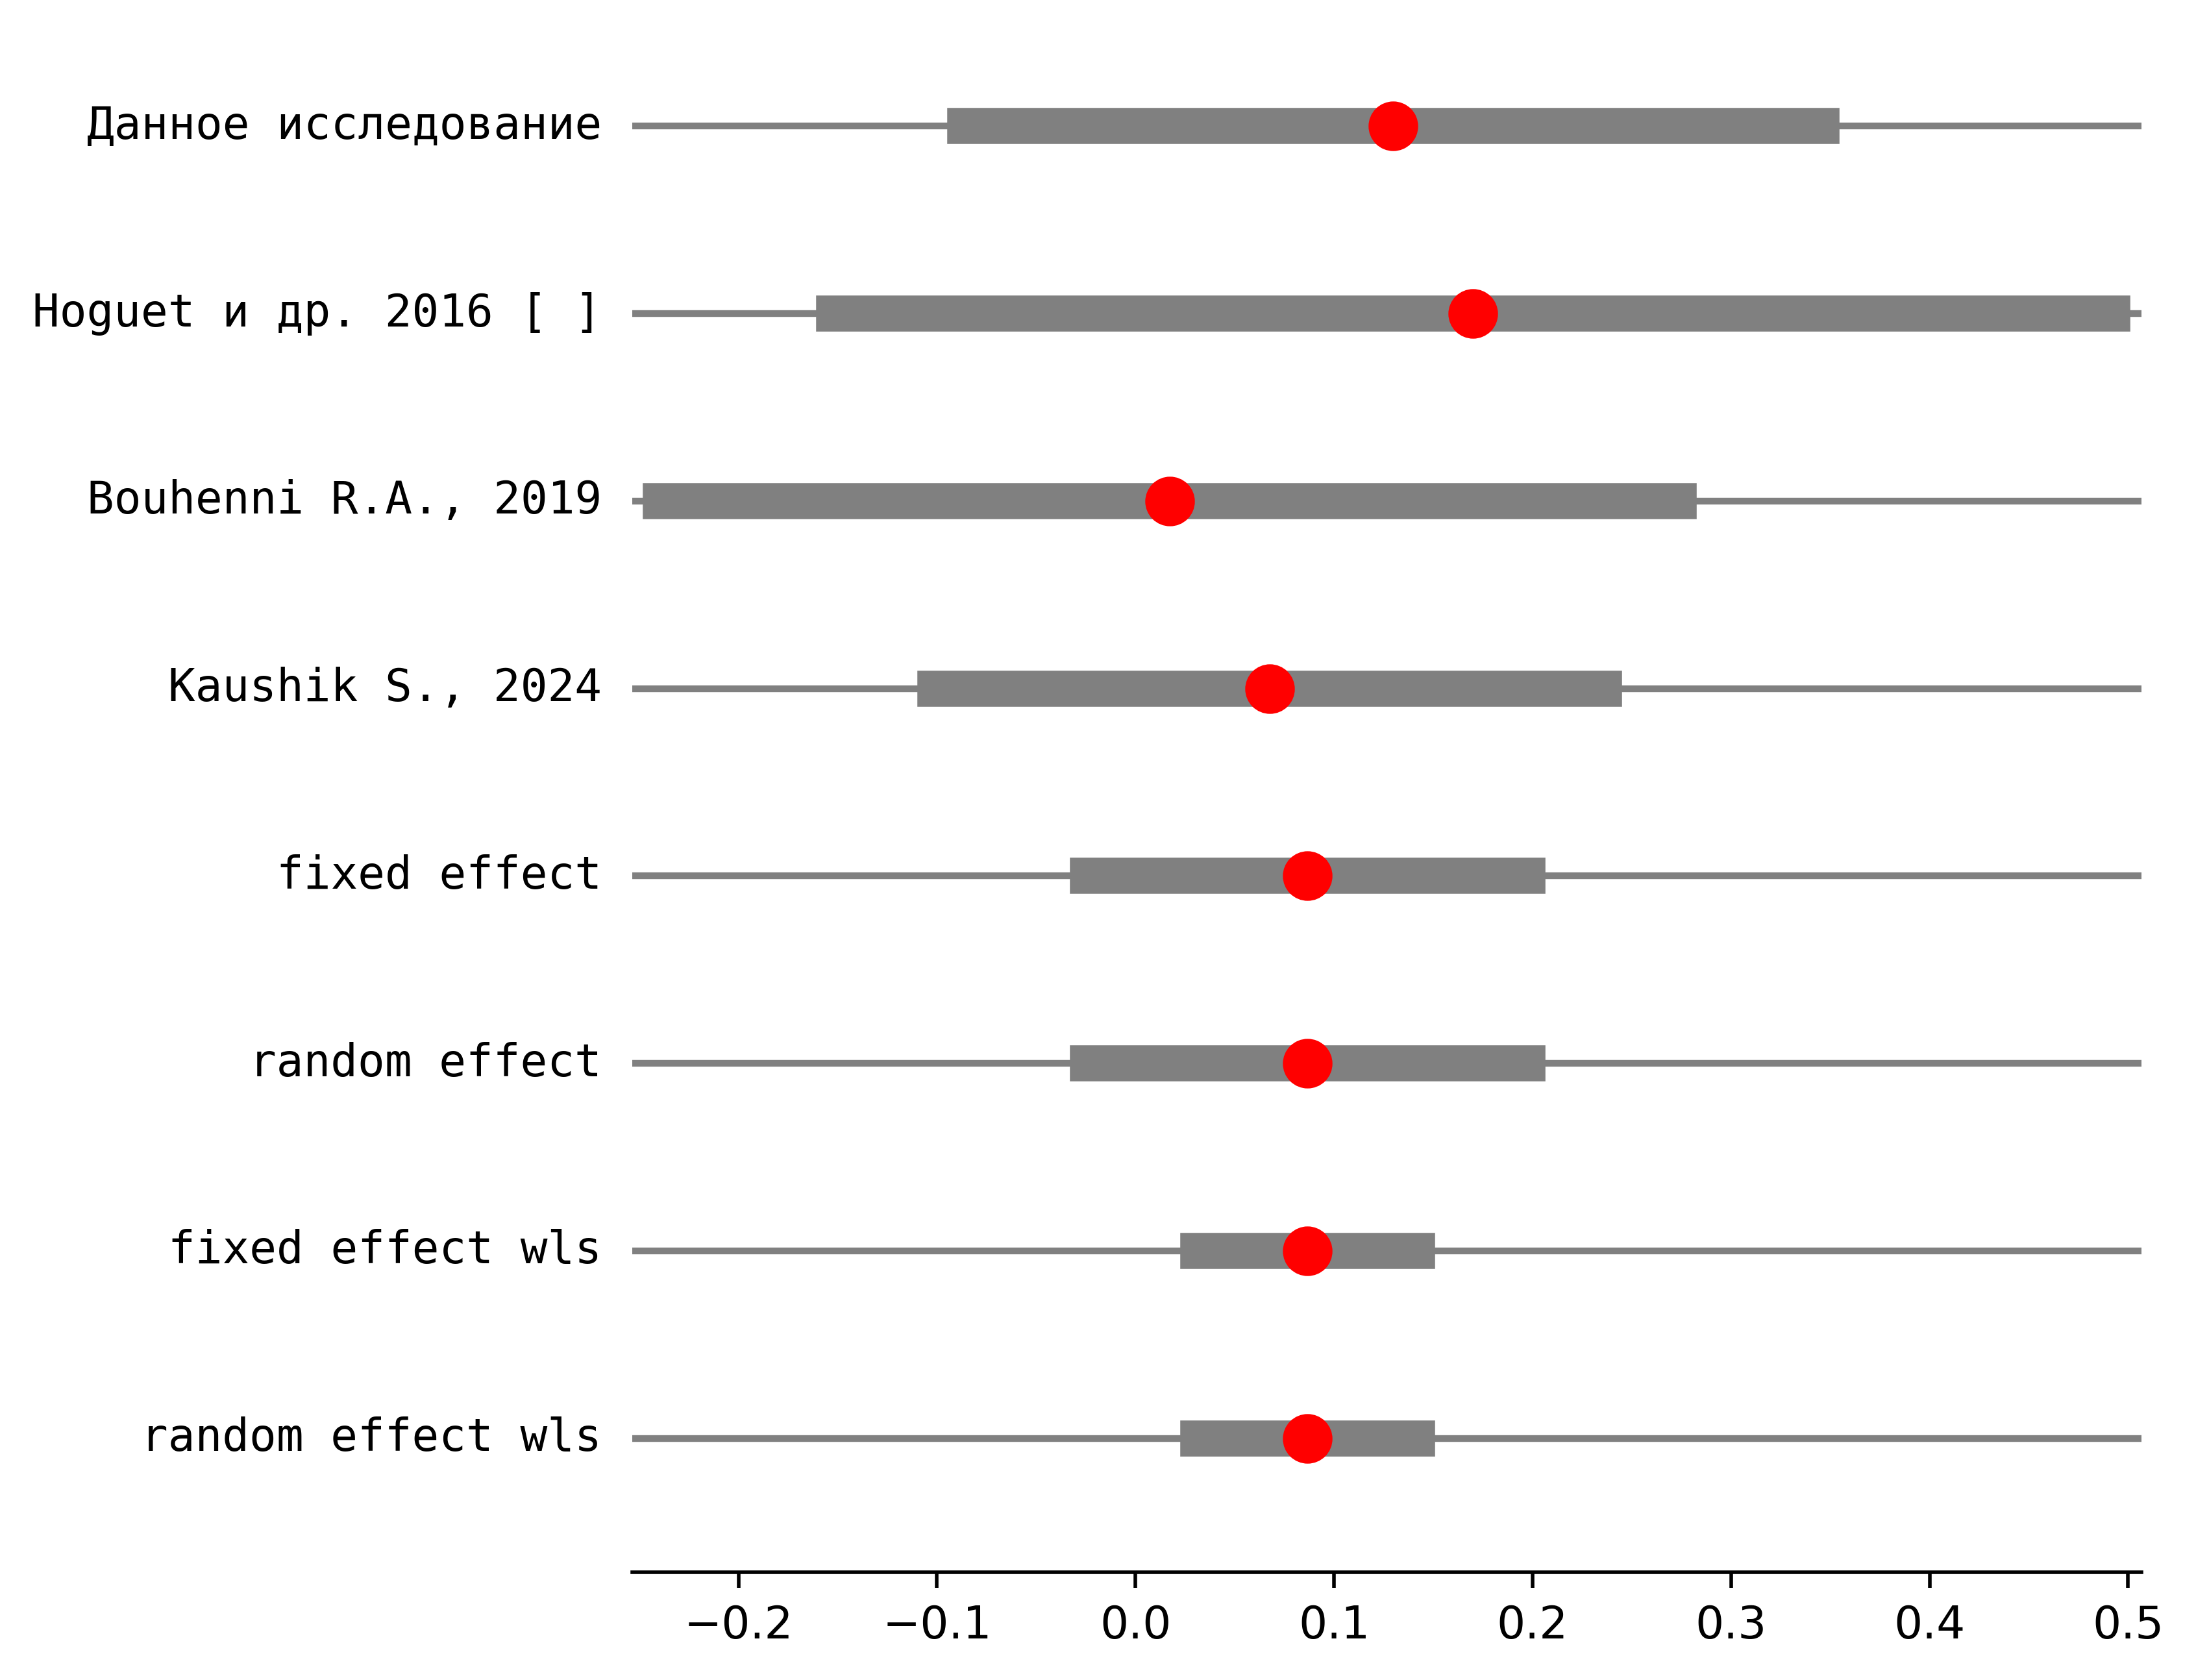 Данное исследование
Hoguet и др. 2016 [ ]
Bouhenni R.A., 2019
Kaushik S., 2024
fixed effect
random effect
fixed effect wls
random effect wls
−0.2 −0.1 0.0 0.1 0.2 0.3 0.4 0.5